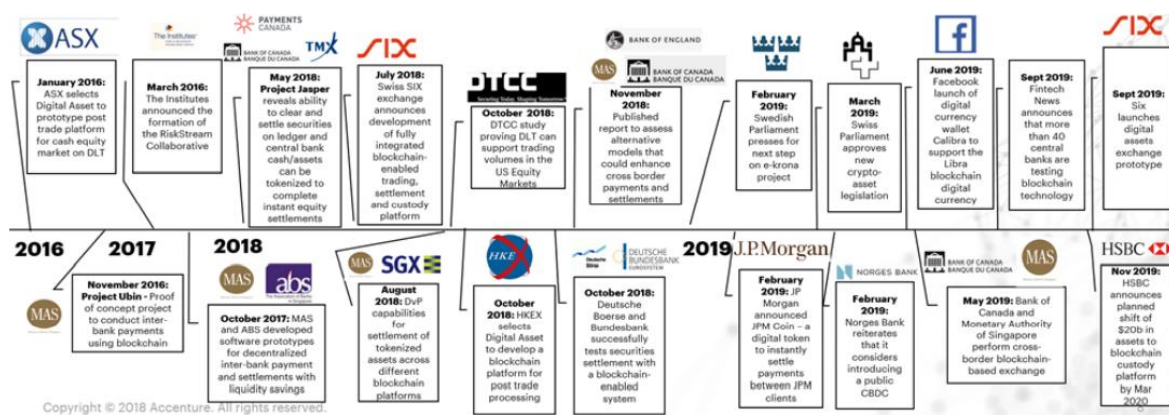 ASX
The Institutes
PAYMENTS
CANADA
BANK OF CANADA
BANQUE DU CANADA
TMX
SIX
DTCC
Securing Today. Shaping Tomorrow.
BANK OF ENGLAND
MAS
BANK OF CANADA
BANQUE DU CANADA
SIX
January 2016:
ASX selects
Digital Asset to
prototype post
trade platform
for cash equity
market on DLT
March 2016:
The Institutes
announced the
formation of
the RiskStream
Collaborative
May 2018:
Project Jasper
reveals ability
to clear and
settle securities
on ledger and
central bank
cash/assets
can be
tokenized to
complete
instant equity
settlements
July 2018:
Swiss SIX
exchange
announces
development
of fully
integrated
blockchain-
enabled
trading,
settlement
and custody
platform
October 2018:
DTCC study
proving DLT can
support trading
volumes in the
US Equity
Markets
November
2018:
Published
report to assess
alternative
models that
could enhance
cross border
payments and
settlements
February
2019:
Swedish
Parliament
presses for
next step
on e-krona
project
March
2019:
Swiss
Parliament
approves
new
crypto-
asset
legislation
June 2019:
Facebook
launch of
digital
currency
wallet
Calibra to
support the
Libra
blockchain
digital
currency
Sept 2019:
Fintech
News
announces
that more
than 40
central
banks are
testing
blockchain
technology
Sept 2019:
Six
launches
digital
assets
exchange
prototype
2016
2017
2018
2019
MAS
November 2016:
Project Ubin - Proof
of concept project
to conduct inter-
bank payments
using blockchain
MAS
abs
The Association of Banks
in Singapore
October 2017: MAS
and ABS developed
software prototypes
for decentralized
inter-bank payment
and settlements with
liquidity savings
MAS
SGX
August
2018: DvP
capabilities
for
settlement of
tokenized
assets across
different
blockchain
platforms
HKEX
October
2018: HKEX
selects
Digital Asset
to develop a
blockchain
platform for
post trade
processing
Deutsche
Börse
DEUTSCHE
BUNDESBANK
EUROSYSTEM
October 2018:
Deutsche
Boerse and
Bundesbank
successfully
tests securities
settlement with
a blockchain-
enabled
system
J.P.Morgan
February
2019: JP
Morgan
announced
JPM Coin – a
digital token
to instantly
settle
payments
between JPM
clients
NORGES BANK
February
2019:
Norges Bank
reiterates that it
considers
introducing
a public
CBDC
BANK OF CANADA
BANQUE DU CANADA
MAS
May 2019: Bank of
Canada and
Monetary Authority
of Singapore
perform cross-
border blockchain-
based exchange
HSBC
Nov 2019:
HSBC
announces
planned
shift of
$20b in
assets to
blockchain
custody
platform
by Mar
2020
Copyright © 2018 Accenture. All rights reserved.